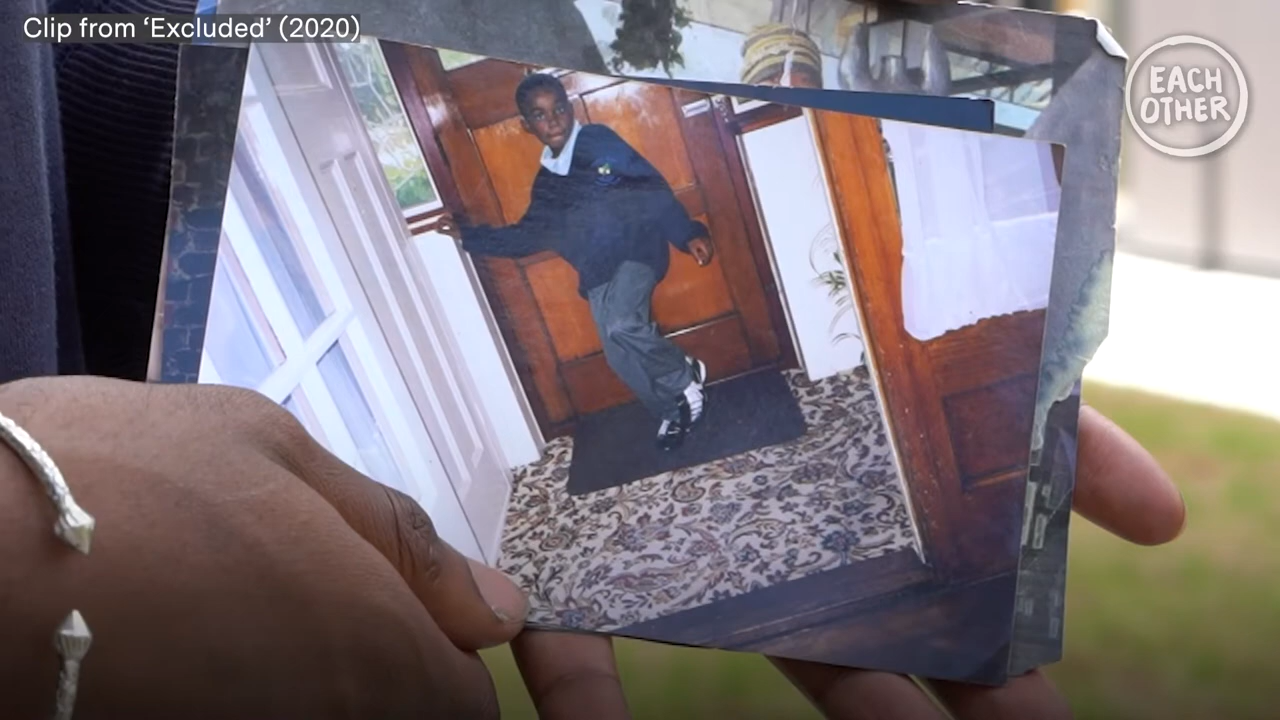 Clip from ‘Excluded’ (2020)
EACH
OTHER